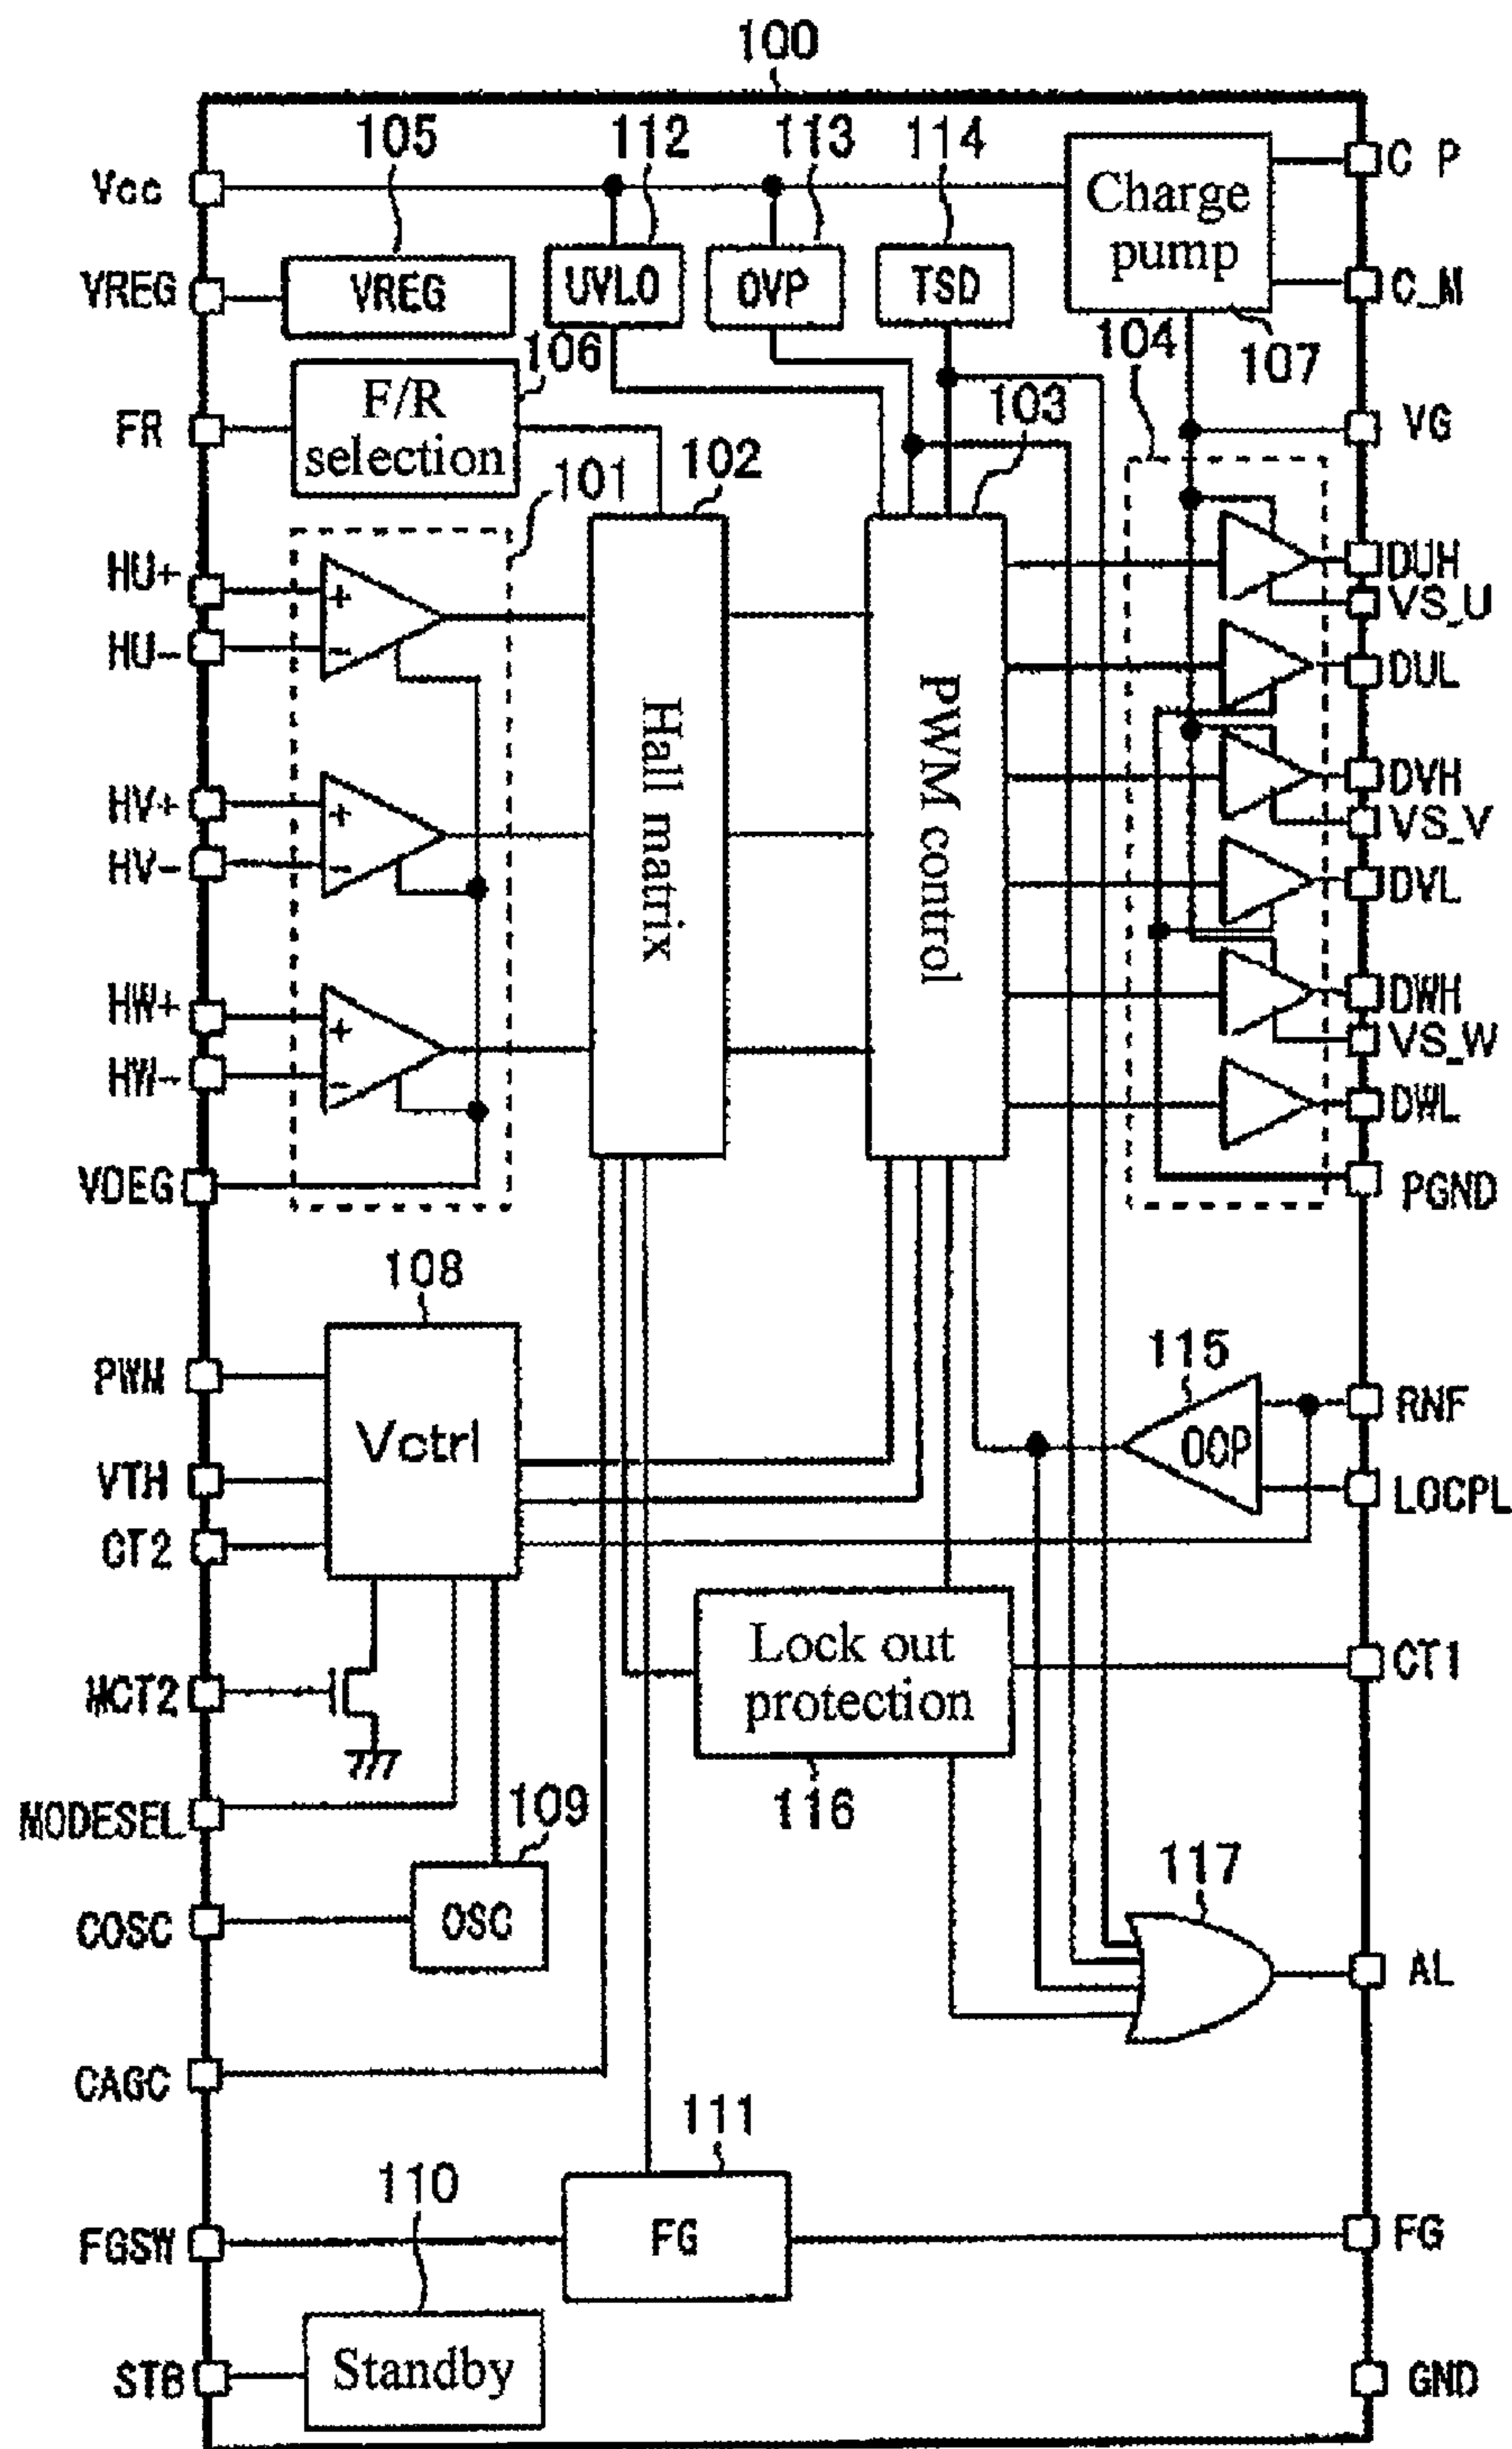 100
105
112
113
114
Vcc
VREG
VREG
UVLO
OVP
TSD
Charge
pump
C P
C_M
106
104
107
FR
F/R
selection
103
VG
101
102
HU+
HU-
HV+
HV-
HW+
HW-
VDEG
Hall matrix
PWM control
DUH
VS_U
DUL
DVH
VS_V
DVL
DWH
VS_W
DWL
PGND
108
PWM
VTH
CT2
Vctrl
115
OCP
RNF
LOCPL
MCT2
Lock out
protection
116
CT1
MODESEL
109
COSC
OSC
117
AL
CAGC
111
110
FGSW
FG
FG
STB
Standby
GND